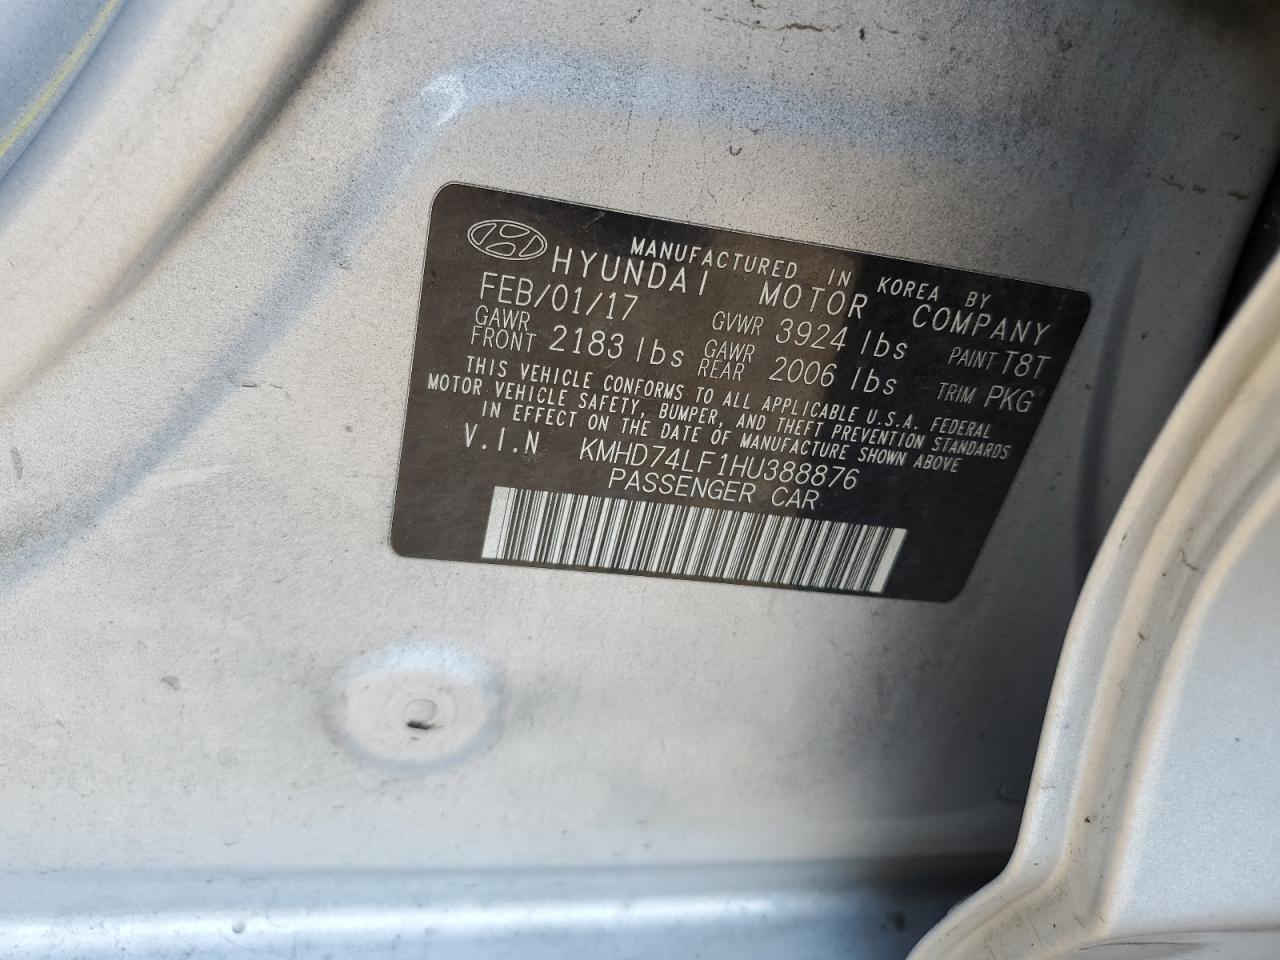 MANUFACTURED IN KOREA BY
HYUNDAI MOTOR COMPANY
FEB/01/17 GVWR 3924 lbs PAINT T8T
GAWR FRONT 2183 lbs GAWR REAR 2006 lbs TRIM PKG
THIS VEHICLE CONFORMS TO ALL APPLICABLE U.S.A. FEDERAL
MOTOR VEHICLE SAFETY, BUMPER, AND THEFT PREVENTION STANDARDS
IN EFFECT ON THE DATE OF MANUFACTURE SHOWN ABOVE
V.I.N KMHD74LF1HU388876
PASSENGER CAR